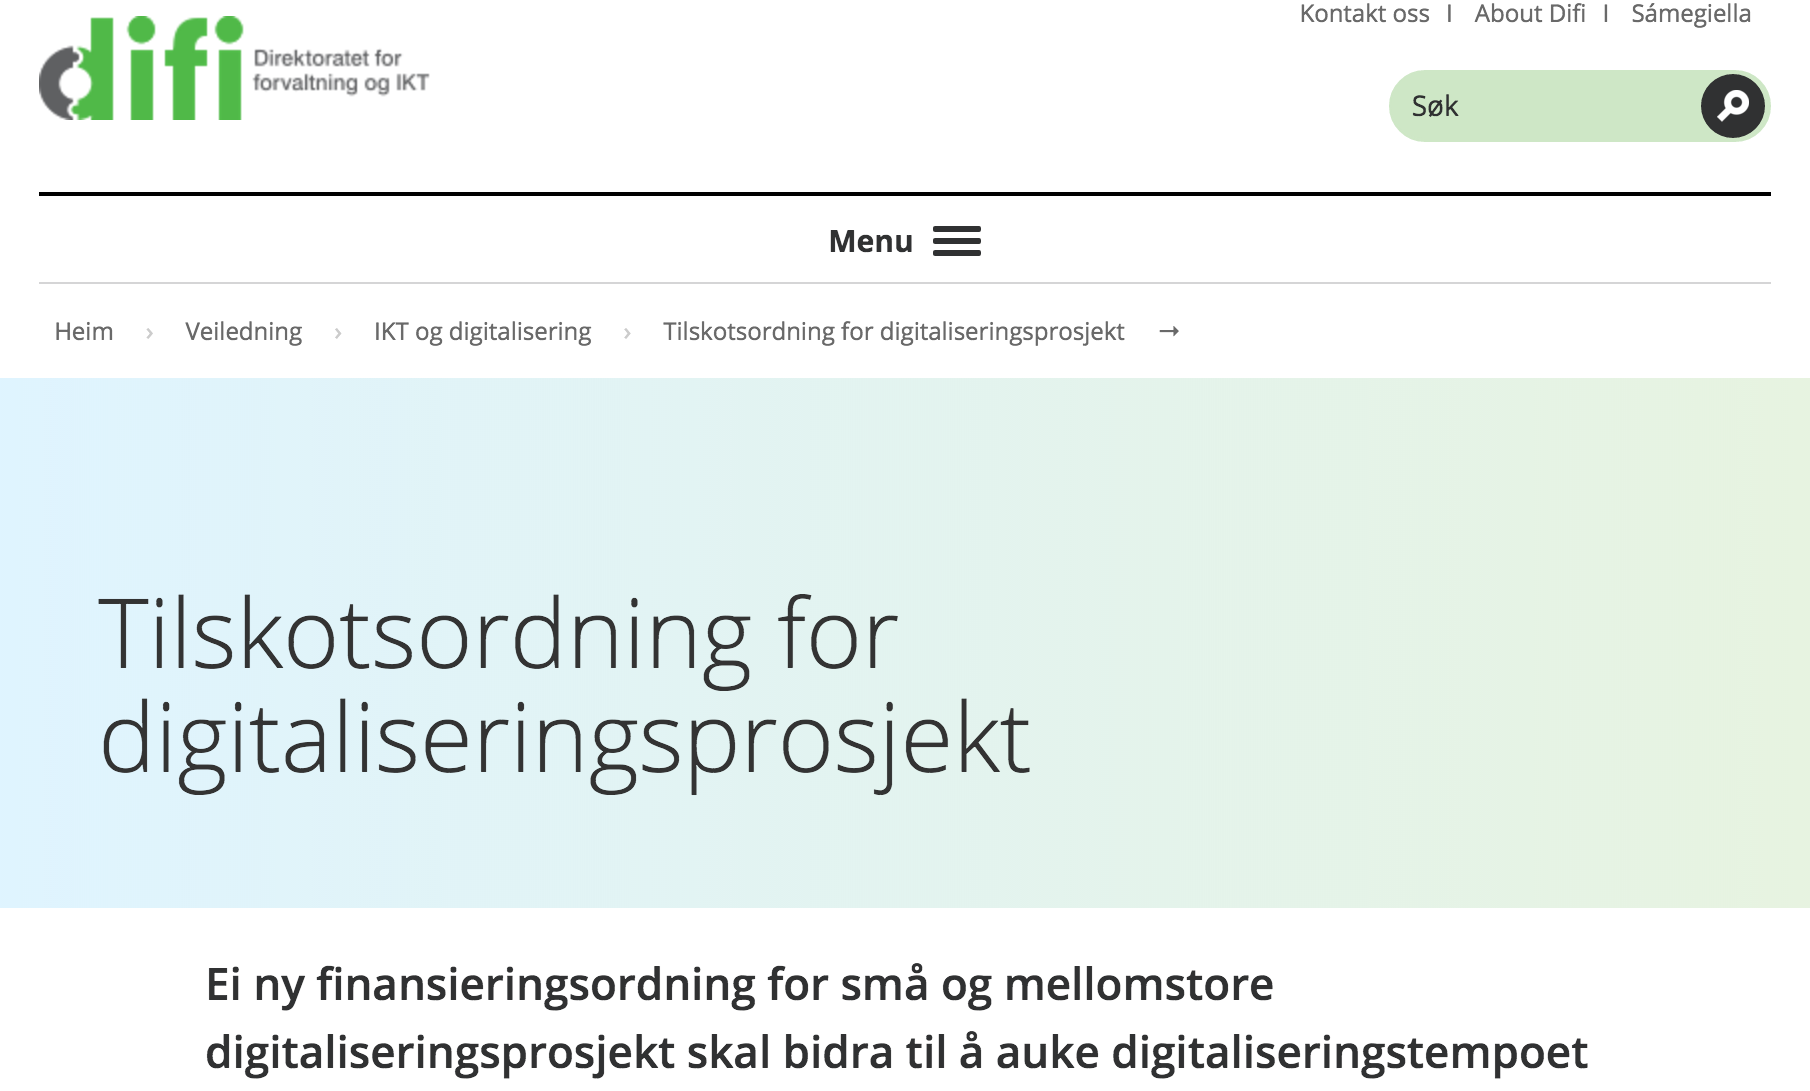 Kontakt oss I About Difi I Sámegiella
difi
Direktoratet for
forvaltning og IKT
Søk
Menu
Heim › Veiledning › IKT og digitalisering › Tilskotsordning for digitaliseringsprosjekt →
Tilskotsordning for
digitaliseringsprosjekt
Ei ny finansieringsordning for små og mellomstore
digitaliseringsprosjekt skal bidra til å auke digitaliseringstempoet